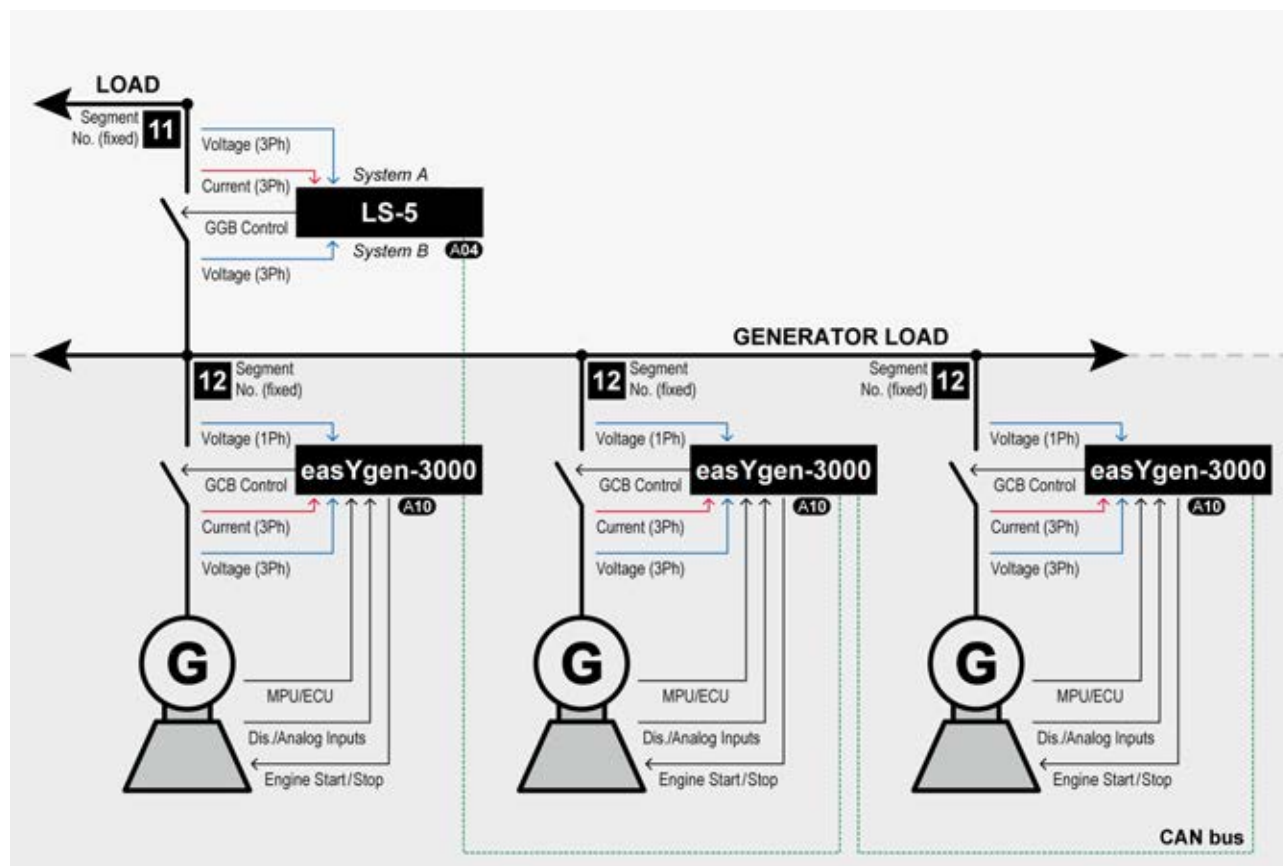 LOAD
Segment
No. (fixed)
11
Voltage (3Ph)
System A
Current (3Ph)
LS-5
GGB Control
System B
A04
Voltage (3Ph)
GENERATOR LOAD
12
Segment
No. (fixed)
12
Segment
No. (fixed)
Segment
No. (fixed)
12
Voltage (1Ph)
easYgen-3000
GCB Control
A10
Current (3Ph)
Voltage (3Ph)
G
MPU/ECU
Dis./Analog Inputs
Engine Start/Stop
Voltage (1Ph)
easYgen-3000
GCB Control
A10
Current (3Ph)
Voltage (3Ph)
G
MPU/ECU
Dis./Analog Inputs
Engine Start/Stop
Voltage (1Ph)
easYgen-3000
GCB Control
A10
Current (3Ph)
Voltage (3Ph)
G
MPU/ECU
Dis./Analog Inputs
Engine Start/Stop
CAN bus